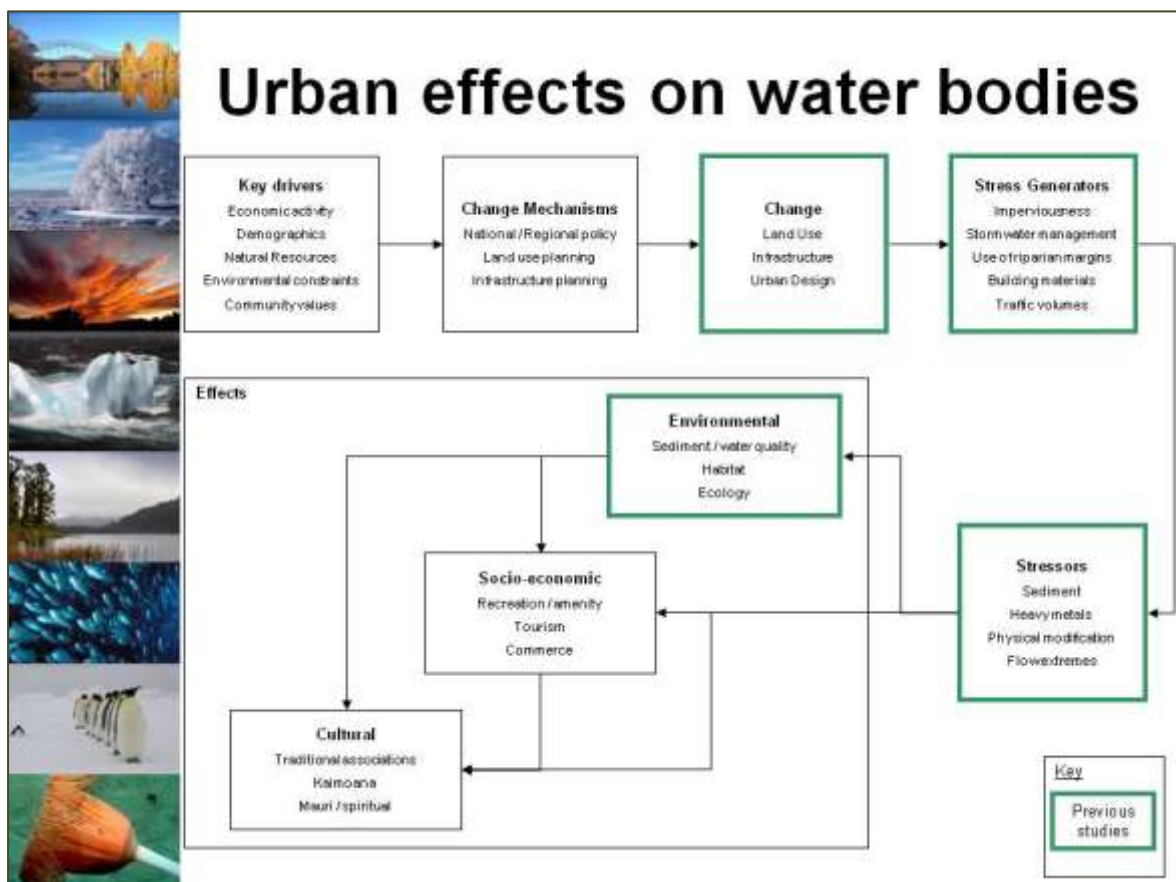 Urban effects on water bodies
Key drivers
Economic activity
Demographics
Natural Resources
Environmental constraints
Community values
Change Mechanisms
National / Regional policy
Land use planning
Infrastructure planning
Change
Land Use
Infrastructure
Urban Design
Stress Generators
Imperviousness
Stormwater management
Use of riparian margins
Building materials
Traffic volumes
Effects
Environmental
Sediment / water quality
Habitat
Ecology
Socio-economic
Recreation / amenity
Tourism
Commerce
Stressors
Sediment
Heavy metals
Physical modification
Flow extremes
Cultural
Traditional associations
Kaimoana
Mauri / spiritual
Key
Previous
studies